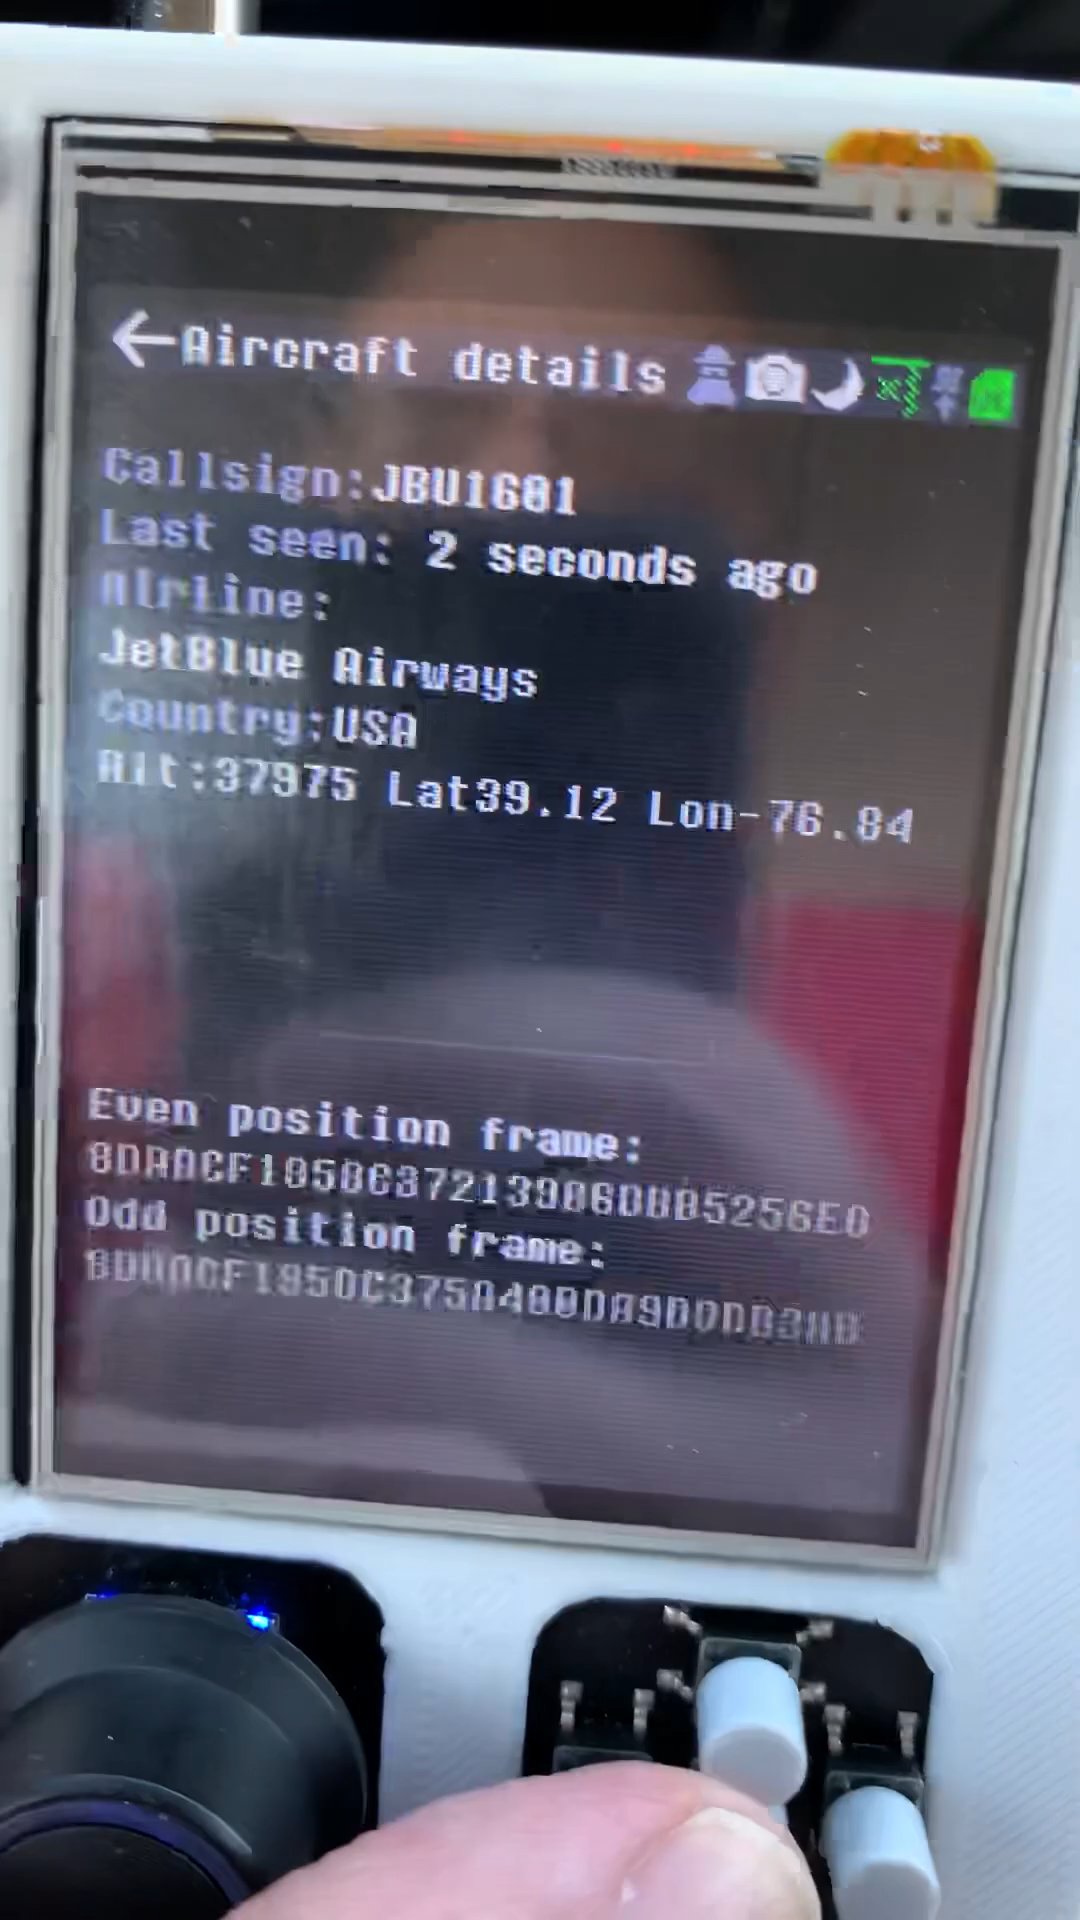 Aircraft details
Callsign:JBU1601
Last seen: 2 seconds ago
Airline:
JetBlue Airways
Country:USA
Alt:37975 Lat39.12 Lon-76.84
Even position frame:
Odd position frame: